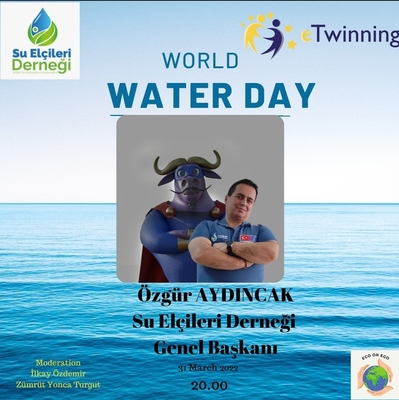 Su Elçileri
Derneği
eTwinning
WORLD
WATER DAY
Özgür AYDINCAK
Su Elçileri Derneği
Genel Başkanı
31 March 2022
20.00
Moderation
İlkay Özdemir
Zümrüt Yonca Turgut
ECO ON ECO